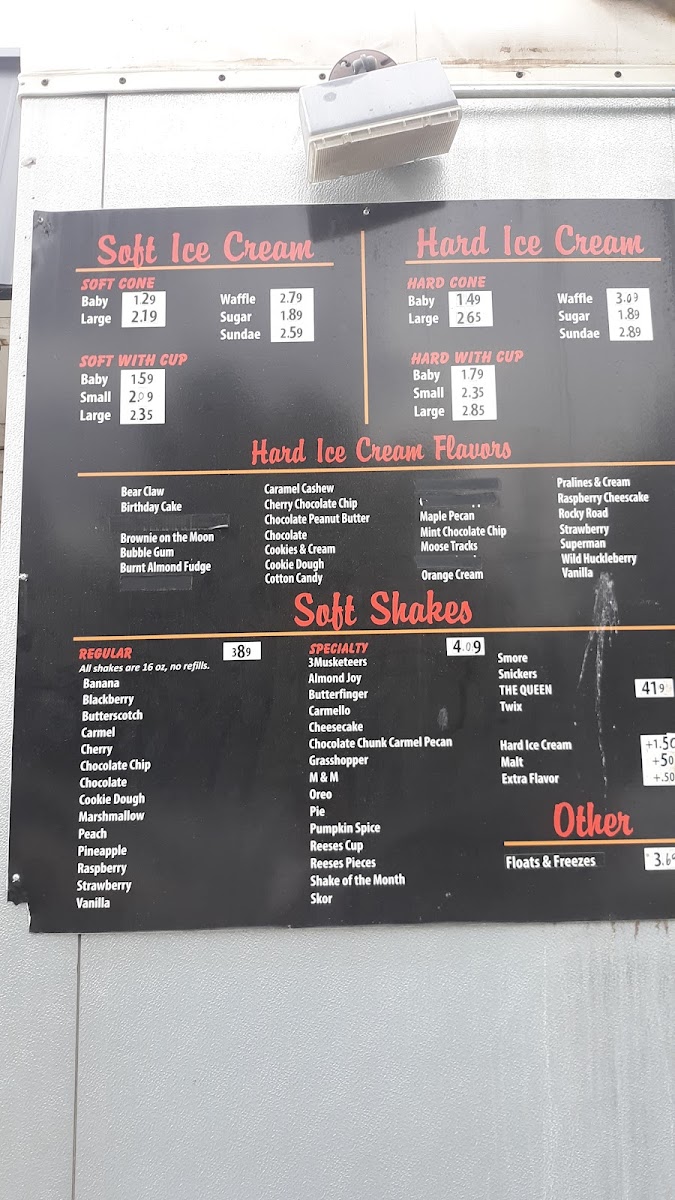 Soft Ice Cream
SOFT CONE
Baby 1.29
Large 2.19
Waffle 2.79
Sugar 1.89
Sundae 2.59
SOFT WITH CUP
Baby 1.59
Small 2.09
Large 2.35
Hard Ice Cream
HARD CONE
Baby 1.49
Large 2.65
Waffle 3.09
Sugar 1.89
Sundae 2.89
HARD WITH CUP
Baby 1.79
Small 2.35
Large 2.85
Hard Ice Cream Flavors
Bear Claw
Birthday Cake
Brownie on the Moon
Bubble Gum
Burnt Almond Fudge
Caramel Cashew
Cherry Chocolate Chip
Chocolate Peanut Butter
Chocolate
Cookies & Cream
Cookie Dough
Cotton Candy
Maple Pecan
Mint Chocolate Chip
Moose Tracks
Orange Cream
Pralines & Cream
Raspberry Cheescake
Rocky Road
Strawberry
Superman
Wild Huckleberry
Vanilla
Soft Shakes
REGULAR 389
All shakes are 16 oz, no refills.
Banana
Blackberry
Butterscotch
Carmel
Cherry
Chocolate Chip
Chocolate
Cookie Dough
Marshmallow
Peach
Pineapple
Raspberry
Strawberry
Vanilla
SPECIALTY 4.09
3Musketeers
Almond Joy
Butterfinger
Carmello
Cheesecake
Chocolate Chunk Carmel Pecan
Grasshopper
M & M
Oreo
Pie
Pumpkin Spice
Reeses Cup
Reeses Pieces
Shake of the Month
Skor
Smore
Snickers
THE QUEEN 419
Twix
Hard Ice Cream +1.50
Malt +50
Extra Flavor +.50
Other
Floats & Freezes 3.69